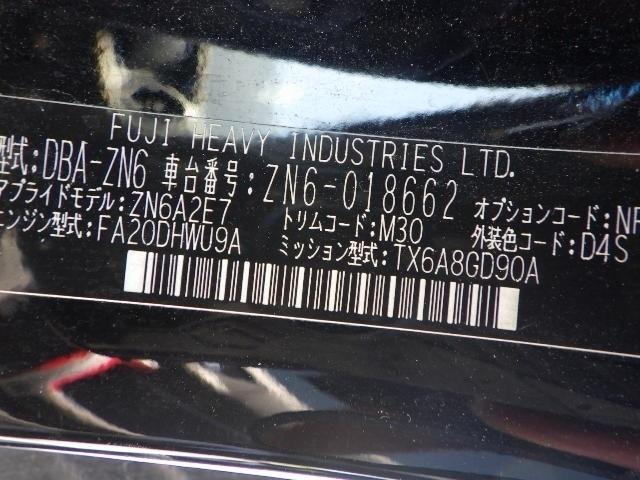 FUJI HEAVY INDUSTRIES LTD.
型式:DBA-ZN6 車台番号:ZN6-018662 オプションコード:NF
アプライドモデル:ZN6A2E7 トリムコード:M30 外装色コード:D4S
エンジン型式:FA20DHWU9A ミッション型式:TX6A8GD90A